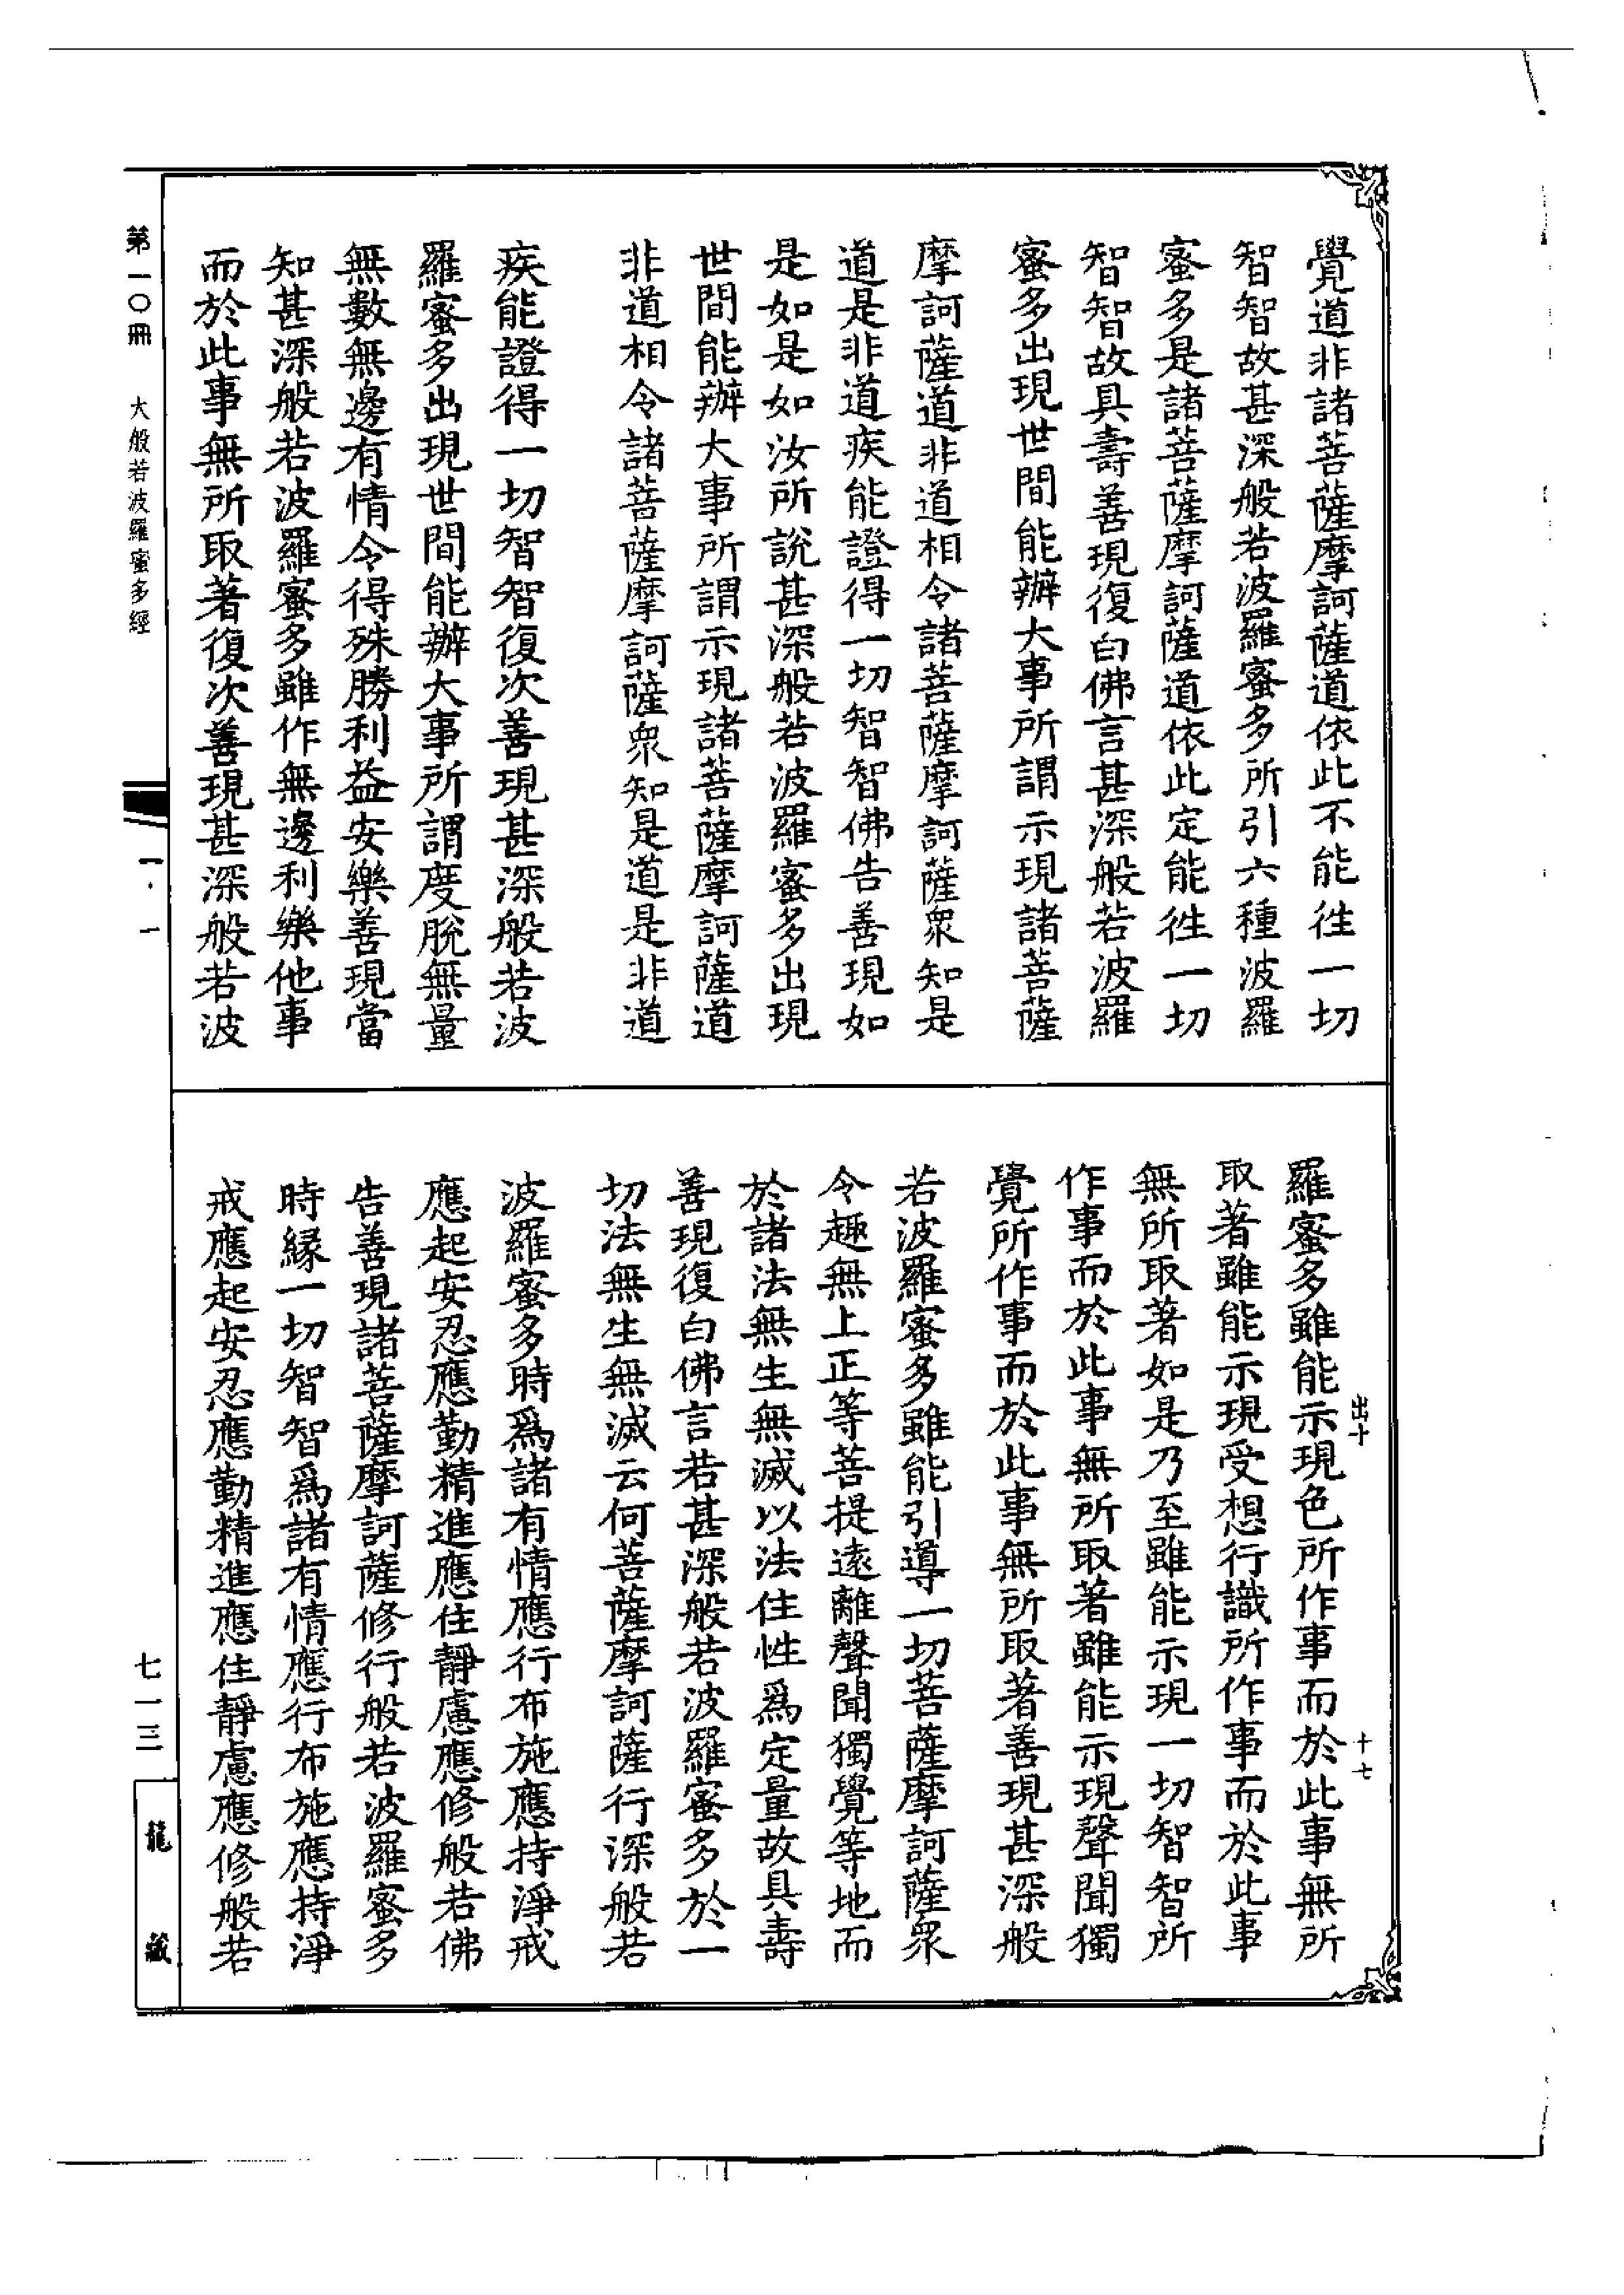 覺道非諸菩薩摩訶薩道依此不能徃一切
智智故甚深般若波羅蜜多所引六種波羅
蜜多是諸菩薩摩訶薩道依此定能徃一切
智智故具壽善現復白佛言甚深般若波羅
蜜多出現世間能辦大事所謂示現諸菩薩
摩訶薩道非道相令諸菩薩摩訶薩衆知是
道是非道疾能證得一切智智佛告善現如
是如是如汝所說甚深般若波羅蜜多出現
世間能辦大事所謂示現諸菩薩摩訶薩道
非道相令諸菩薩摩訶薩衆知是道是非道
疾能證得一切智智復次善現甚深般若波
羅蜜多出現世間能辦大事所謂度脫無量
無數無邊有情令得殊勝利益安樂善現當
知甚深般若波羅蜜多雖作無邊利樂他事
而於此事無所取著復次善現甚深般若波
羅蜜多雖能示現色所作事而於此事無所
取著雖能示現受想行識所作事而於此事
無所取著如是乃至雖能示現一切智智所
作事而於此事無所取著雖能示現聲聞獨
覺所作事而於此事無所取著善現甚深般
若波羅蜜多雖能引導一切菩薩摩訶薩衆
令趣無上正等菩提遠離聲聞獨覺等地而
於諸法無生無滅以法住性爲定量故具壽
善現復白佛言若甚深般若波羅蜜多於一
切法無生無滅云何菩薩摩訶薩行深般若
波羅蜜多時爲諸有情應行布施應持淨戒
應起安忍應勤精進應住靜慮應修般若佛
告善現諸菩薩摩訶薩修行般若波羅蜜多
時緣一切智智爲諸有情應行布施應持淨
戒應起安忍應勤精進應住靜慮應修般若
出十
十七
第一〇冊 大般若波羅蜜多經
一·一
七一三
龍藏